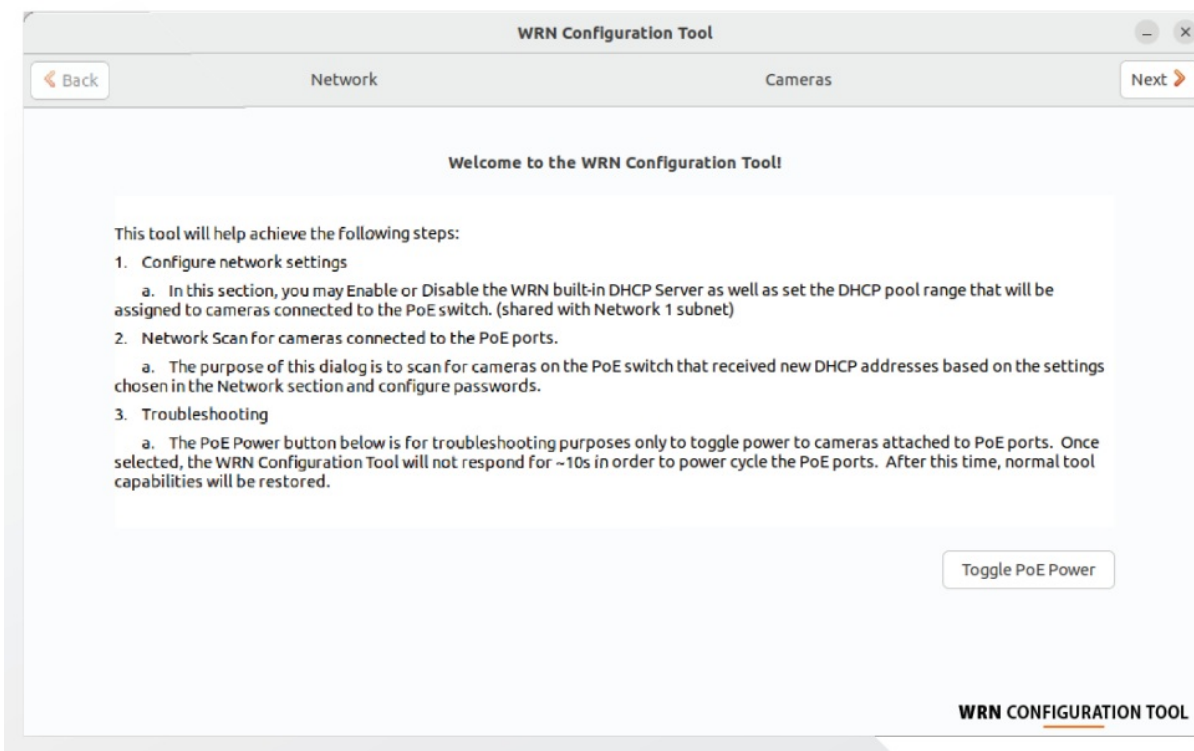 WRN Configuration Tool
Back Network Cameras Next
Welcome to the WRN Configuration Tool!
This tool will help achieve the following steps:
1. Configure network settings
a. In this section, you may Enable or Disable the WRN built-in DHCP Server as well as set the DHCP pool range that will be
assigned to cameras connected to the PoE switch. (shared with Network 1 subnet)
2. Network Scan for cameras connected to the PoE ports.
a. The purpose of this dialog is to scan for cameras on the PoE switch that received new DHCP addresses based on the settings
chosen in the Network section and configure passwords.
3. Troubleshooting
a. The PoE Power button below is for troubleshooting purposes only to toggle power to cameras attached to PoE ports. Once
selected, the WRN Configuration Tool will not respond for ~10s in order to power cycle the PoE ports. After this time, normal tool
capabilities will be restored.
Toggle PoE Power
WRN CONFIGURATION TOOL